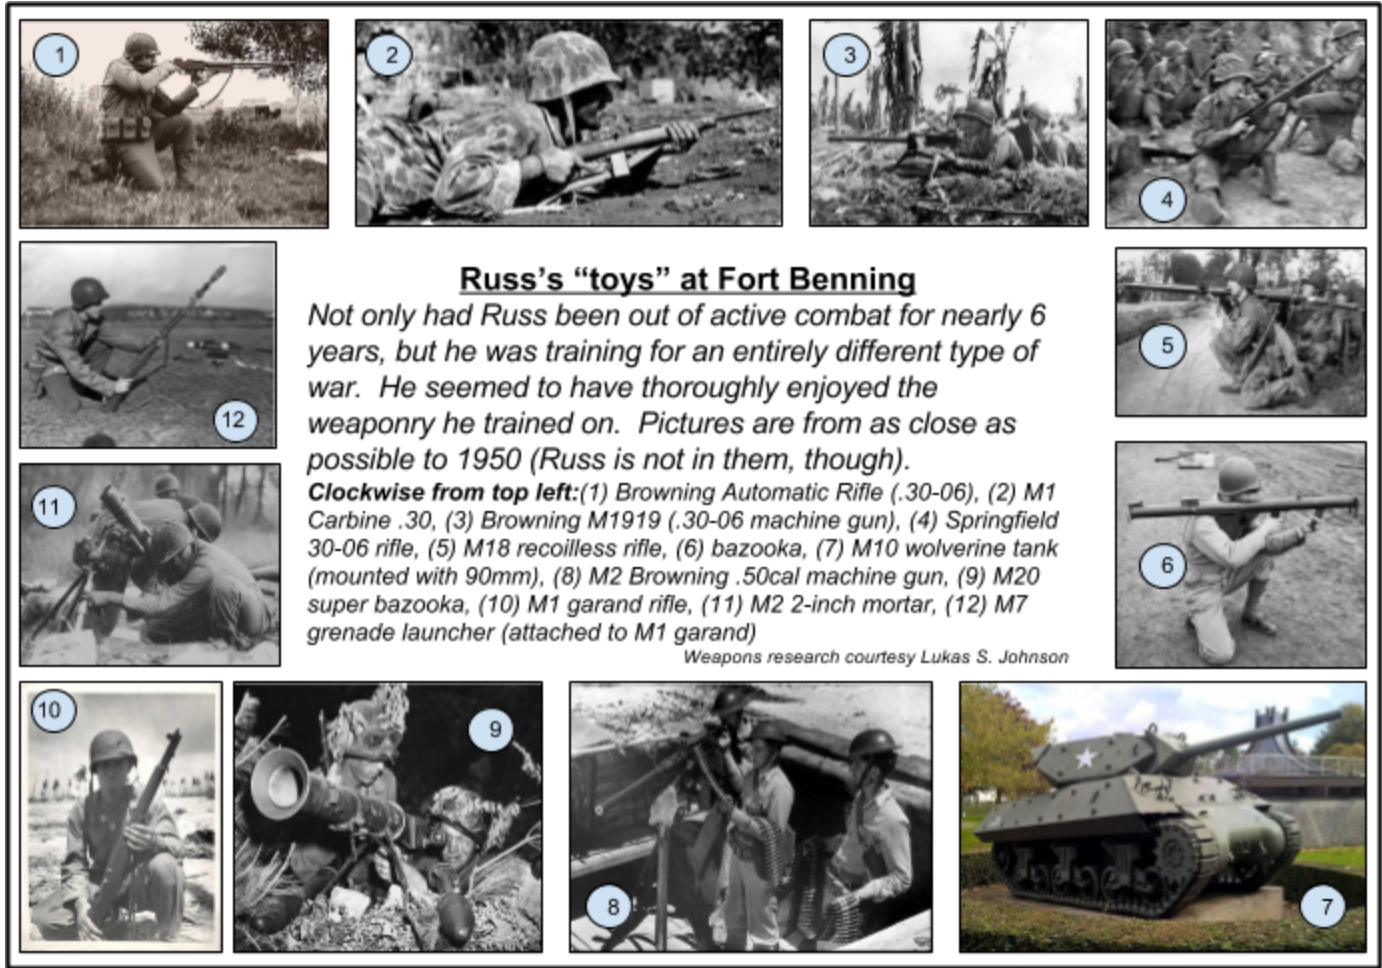 1
2
3
4
Russ's “toys” at Fort Benning
Not only had Russ been out of active combat for nearly 6
years, but he was training for an entirely different type of
war.  He seemed to have thoroughly enjoyed the
weaponry he trained on.  Pictures are from as close as
possible to 1950 (Russ is not in them, though).
Clockwise from top left:(1) Browning Automatic Rifle (.30-06), (2) M1
Carbine .30, (3) Browning M1919 (.30-06 machine gun), (4) Springfield
30-06 rifle, (5) M18 recoilless rifle, (6) bazooka, (7) M10 wolverine tank
(mounted with 90mm), (8) M2 Browning .50cal machine gun, (9) M20
super bazooka, (10) M1 garand rifle, (11) M2 2-inch mortar, (12) M7
grenade launcher (attached to M1 garand)
Weapons research courtesy Lukas S. Johnson
5
6
7
8
9
10
11
12